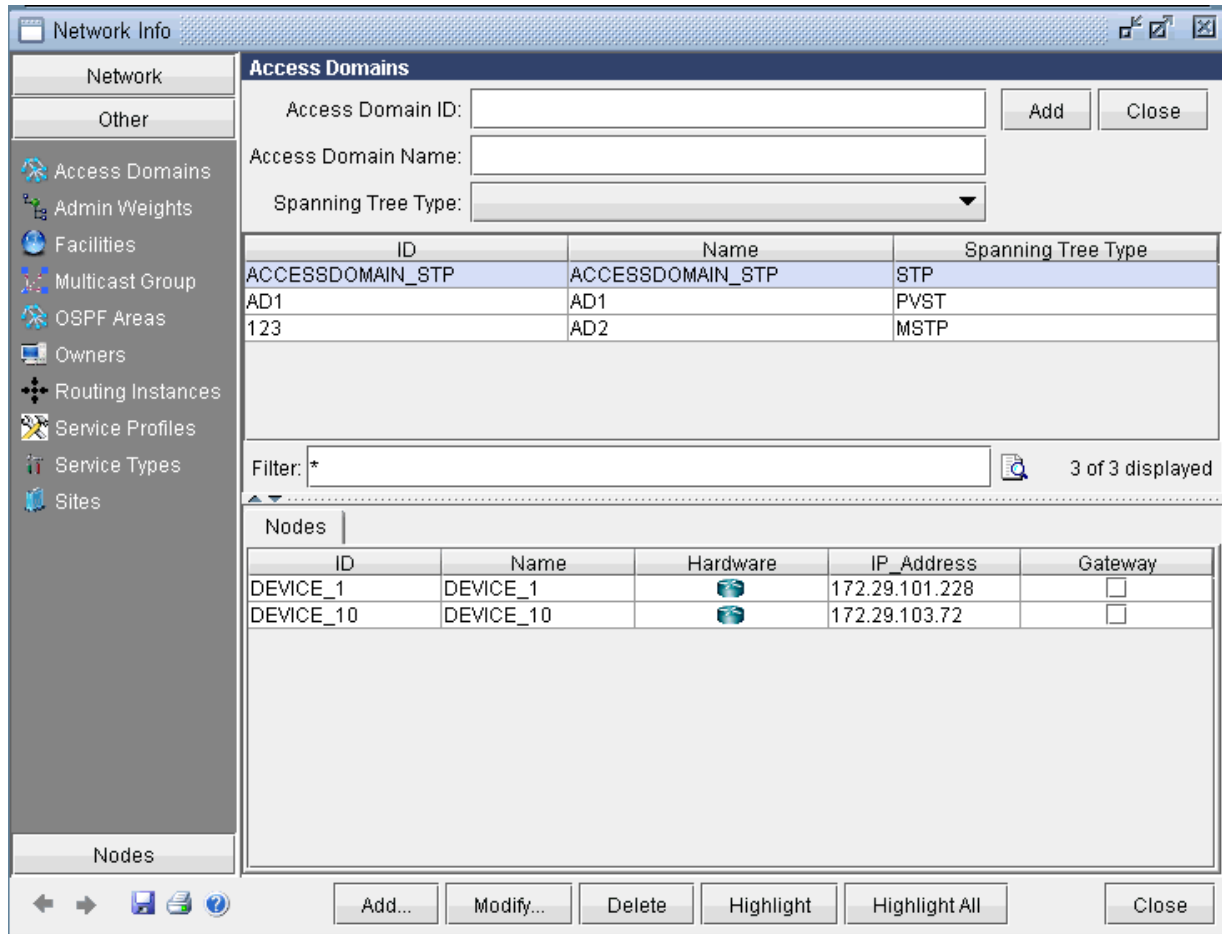 Network Info
Network
Other
Access Domains
Admin Weights
Facilities
Multicast Group
OSPF Areas
Owners
Routing Instances
Service Profiles
Service Types
Sites
Nodes
Access Domains
Access Domain ID:
Add Close
Access Domain Name:
Spanning Tree Type:
ID Name Spanning Tree Type
ACCESSDOMAIN_STP ACCESSDOMAIN_STP STP
AD1 AD1 PVST
123 AD2 MSTP
Filter: * 3 of 3 displayed
Nodes
ID Name Hardware IP_Address Gateway
DEVICE_1 DEVICE_1 172.29.101.228
DEVICE_10 DEVICE_10 172.29.103.72
Add... Modify... Delete Highlight Highlight All Close